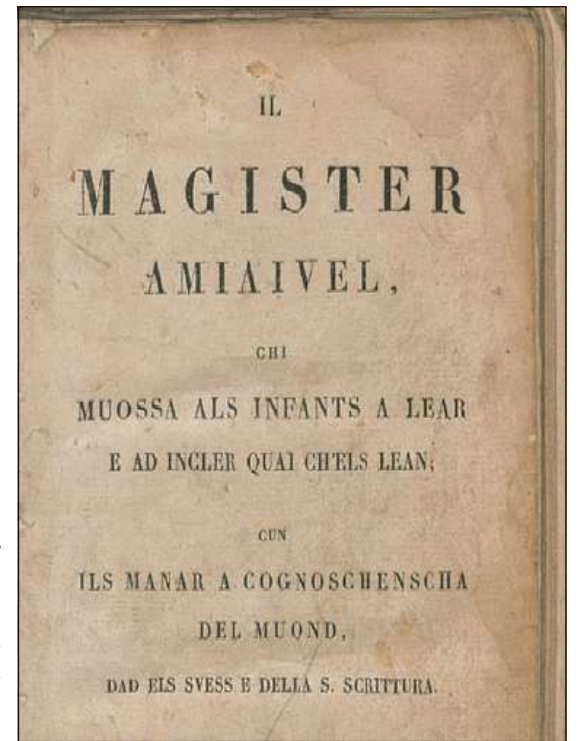 IL
MAGISTER
AMIAIVEL,
CHI
MUOSSA ALS INFANTS A LEAR
E AD INCLER QUAI CH'ELS LEAN;
CUN
ILS MANAR A COGNOSCHENSCHA
DEL MUOND,
DAD ELS SVESS E DELLA S. SCRITTURA.